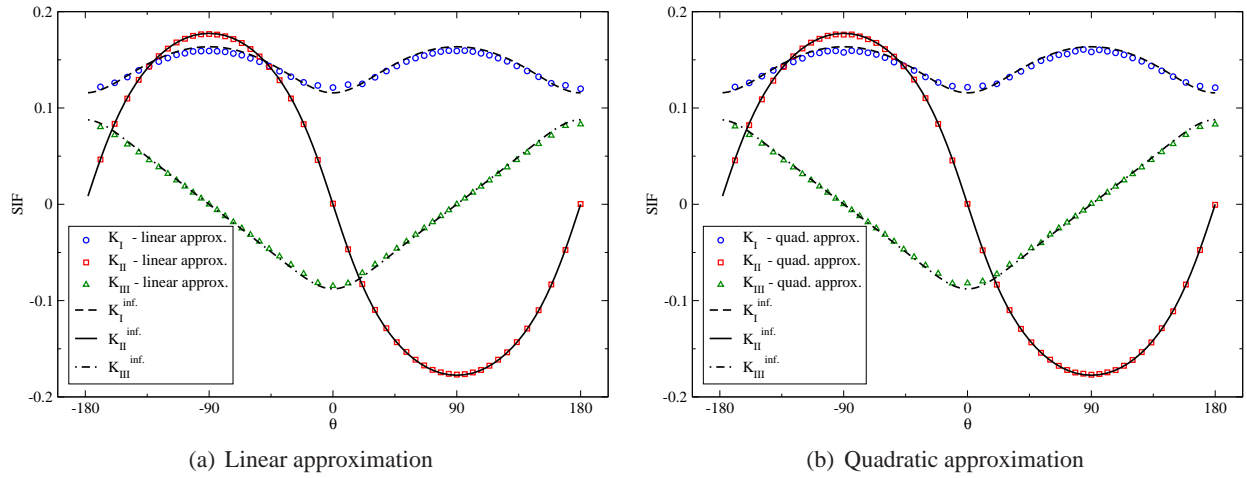 0.2
0.1
0
-0.1
-0.2
SIF
K_I - linear approx.
K_II - linear approx.
K_III - linear approx.
K_I^inf.
K_II^inf.
K_III^inf.
-180 -90 0 90 180
θ
(a) Linear approximation
0.2
0.1
0
-0.1
-0.2
SIF
K_I - quad. approx.
K_II - quad. approx.
K_III - quad. approx.
K_I^inf.
K_II^inf.
K_III^inf.
-180 -90 0 90 180
θ
(b) Quadratic approximation